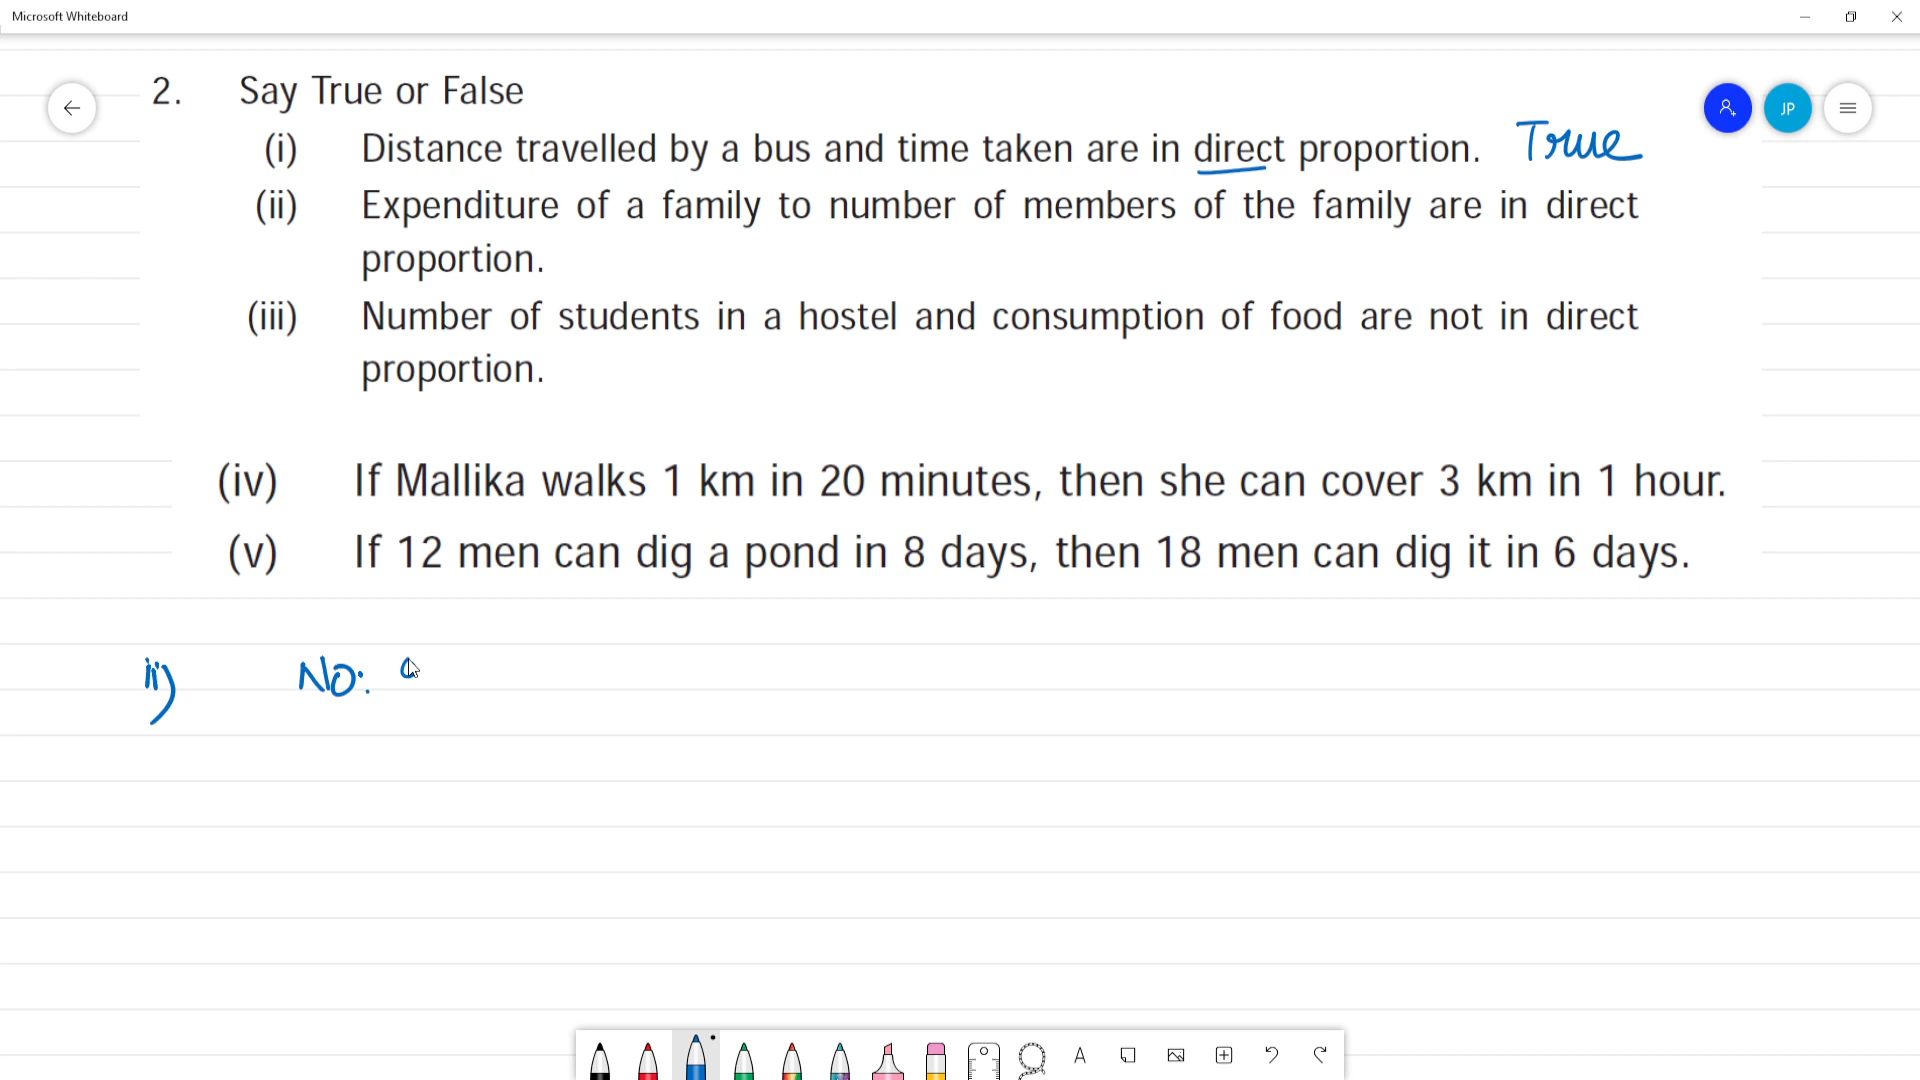 Microsoft Whiteboard
2. Say True or False
(i) Distance travelled by a bus and time taken are in direct proportion. True
JP
(ii) Expenditure of a family to number of members of the family are in direct
proportion.
(iii) Number of students in a hostel and consumption of food are not in direct
proportion.
(iv) If Mallika walks 1 km in 20 minutes, then she can cover 3 km in 1 hour.
(v) If 12 men can dig a pond in 8 days, then 18 men can dig it in 6 days.
ii) No:
A